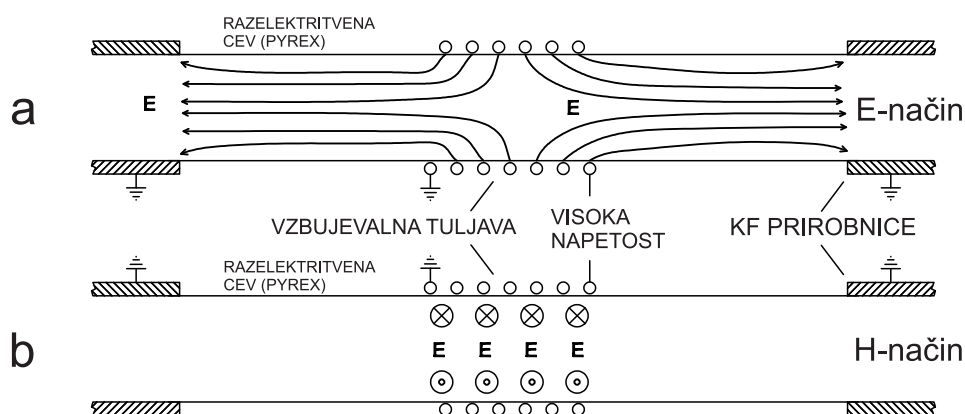 RAZELEKTRITVENA
CEV (PYREX)
a
E
E
E-način
VZBUJEVALNA TULJAVA
VISOKA
NAPETOST
KF PRIROBNICE
RAZELEKTRITVENA
CEV (PYREX)
b
E E E E
H-način